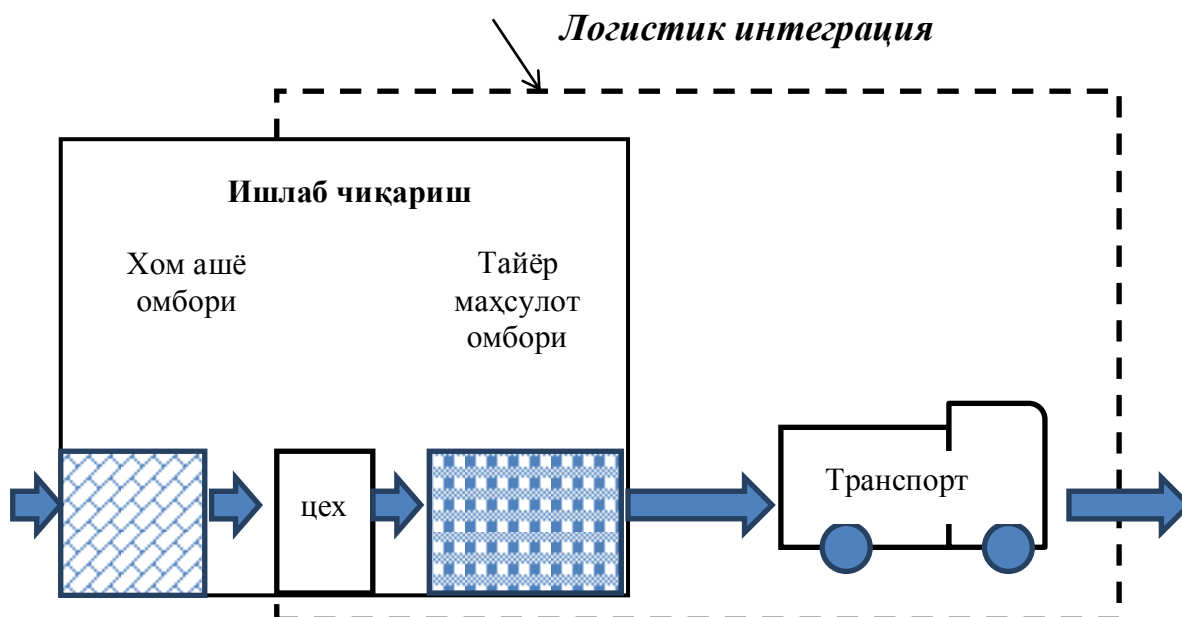 Логистик интеграция
Ишлаб чиқариш
Хом ашё
омбори
Тайёр
маҳсулот
омбори
цех
Транспорт